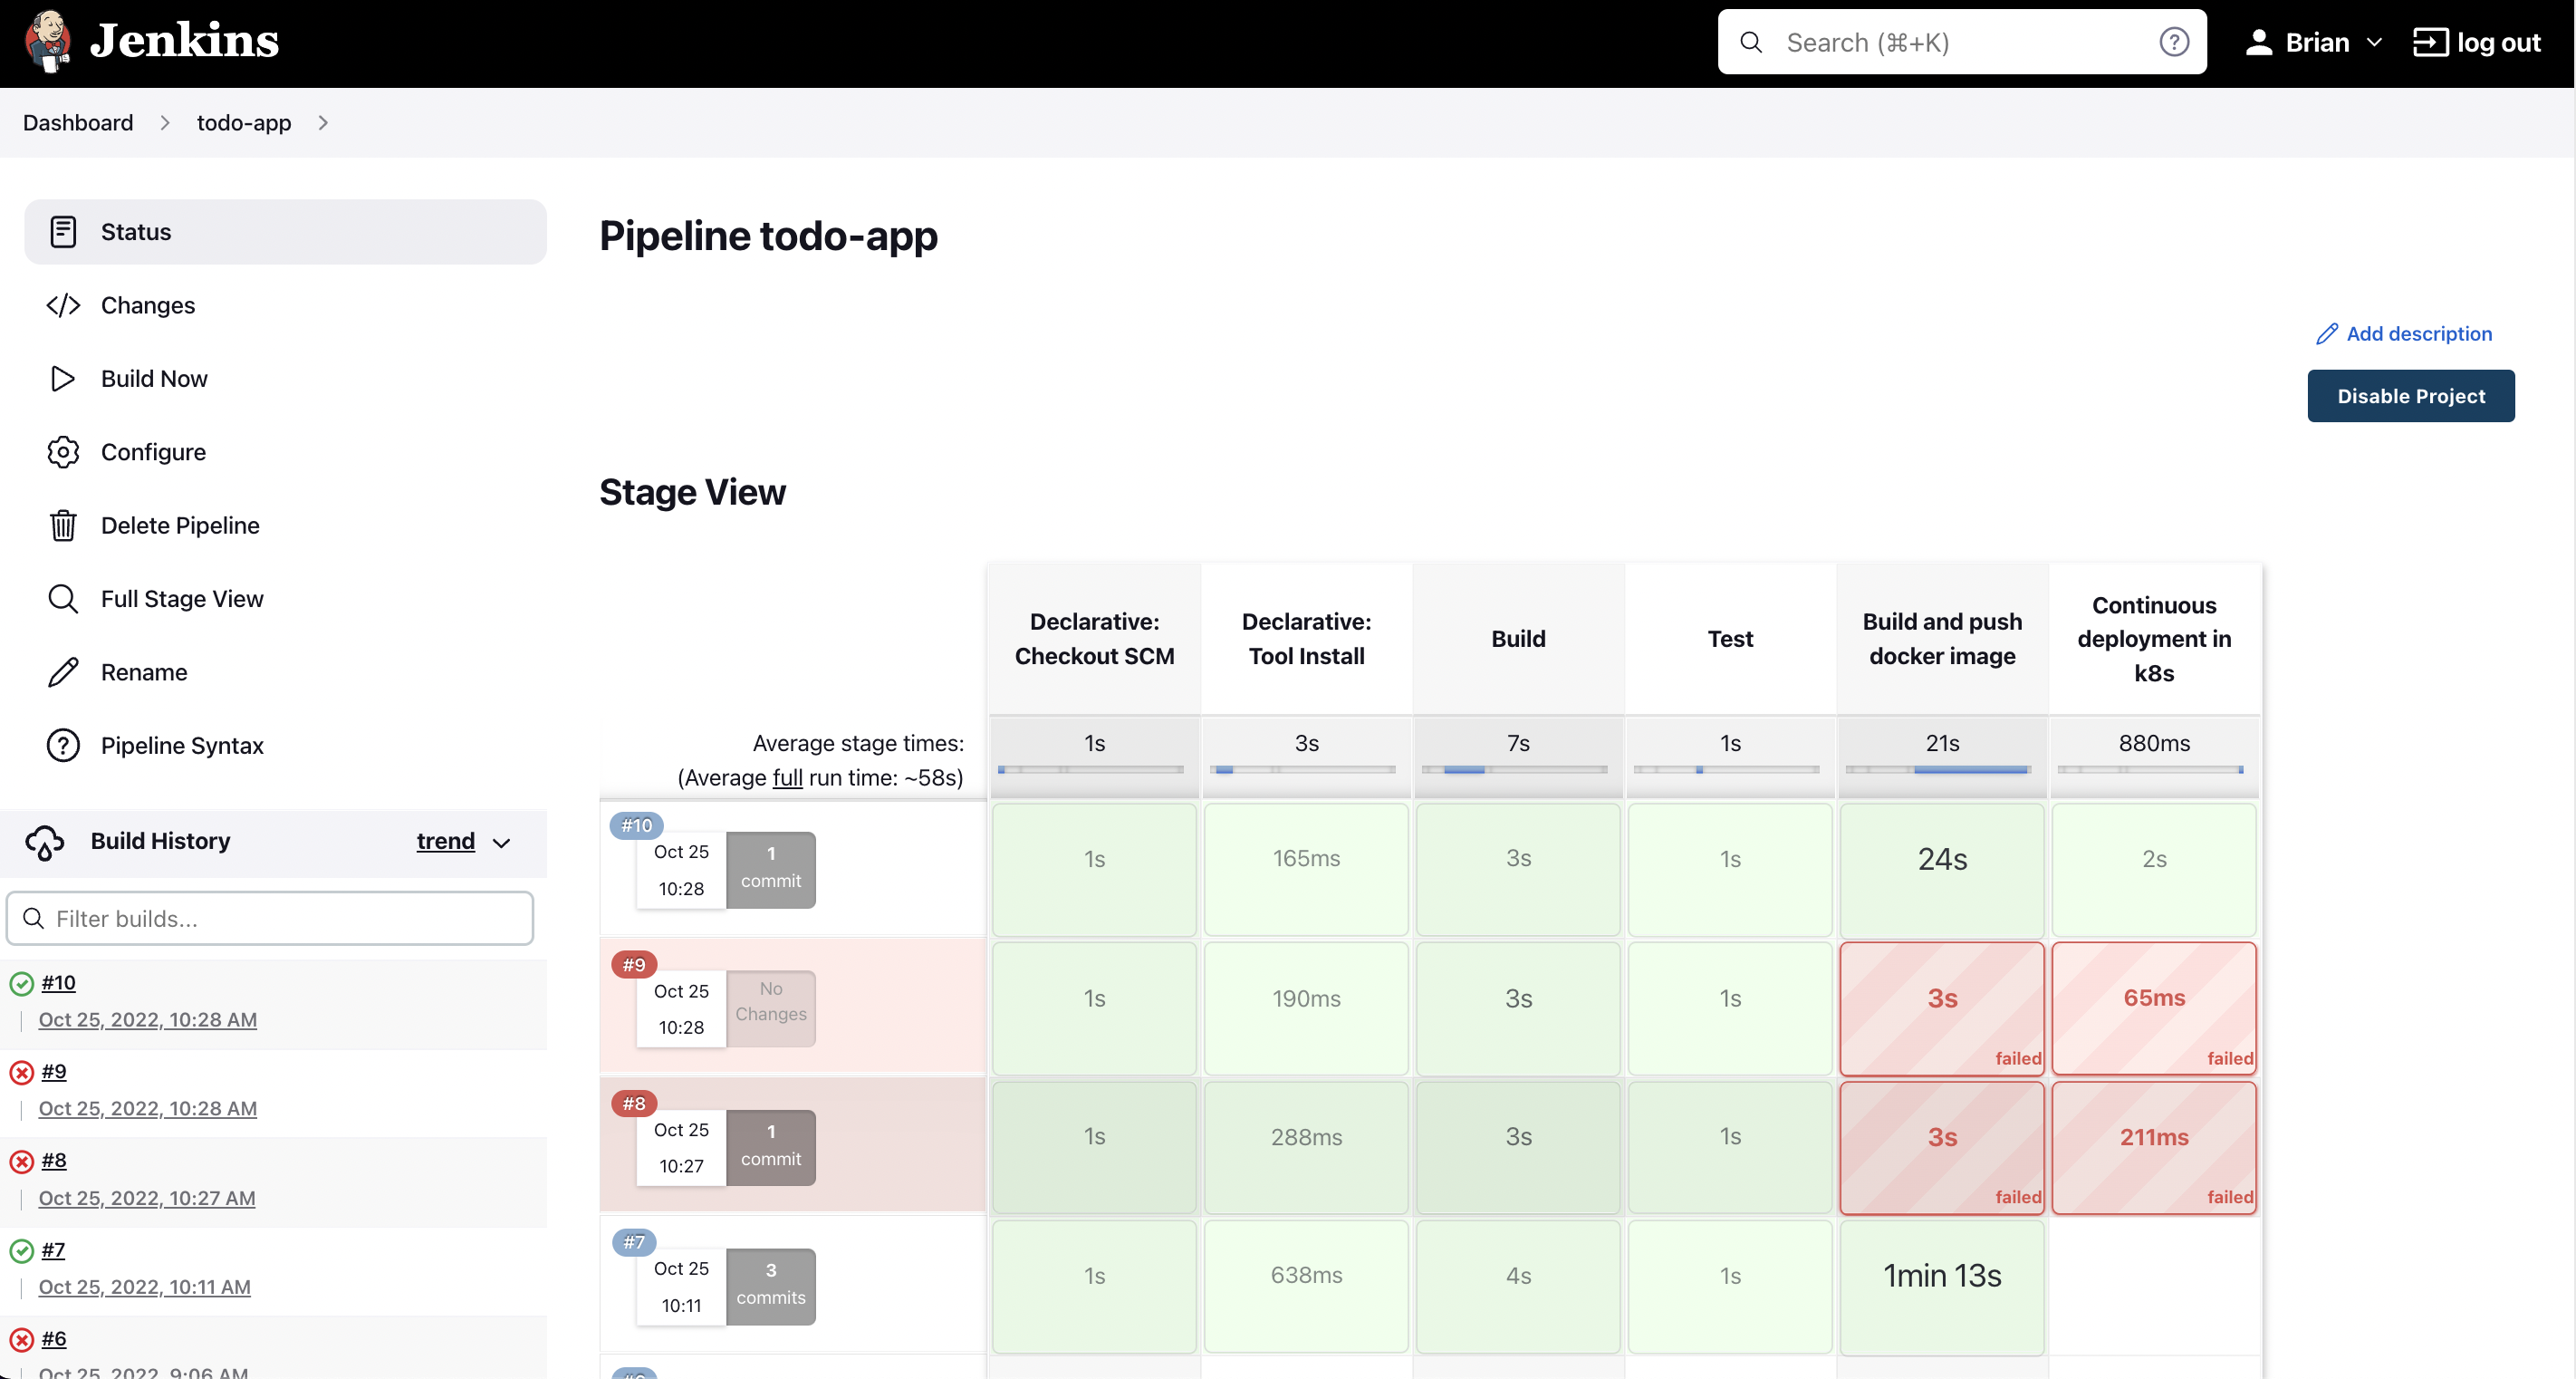 Jenkins
Search (⌘+K)
Brian
log out
Dashboard
todo-app
Status
Changes
Build Now
Configure
Delete Pipeline
Full Stage View
Rename
Pipeline Syntax
Build History
trend
Filter builds...
#10
Oct 25, 2022, 10:28 AM
#9
Oct 25, 2022, 10:28 AM
#8
Oct 25, 2022, 10:27 AM
#7
Oct 25, 2022, 10:11 AM
#6
Oct 25, 2022, 9:06 AM
Pipeline todo-app
Add description
Disable Project
Stage View
Declarative:
Checkout SCM
Declarative:
Tool Install
Build
Test
Build and push
docker image
Continuous
deployment in
k8s
Average stage times:
(Average full run time: ~58s)
1s
3s
7s
1s
21s
880ms
#10
Oct 25
10:28
1
commit
1s
165ms
3s
1s
24s
2s
#9
Oct 25
10:28
No
Changes
1s
190ms
3s
1s
3s
failed
65ms
failed
#8
Oct 25
10:27
1
commit
1s
288ms
3s
1s
3s
failed
211ms
failed
#7
Oct 25
10:11
3
commits
1s
638ms
4s
1s
1min 13s